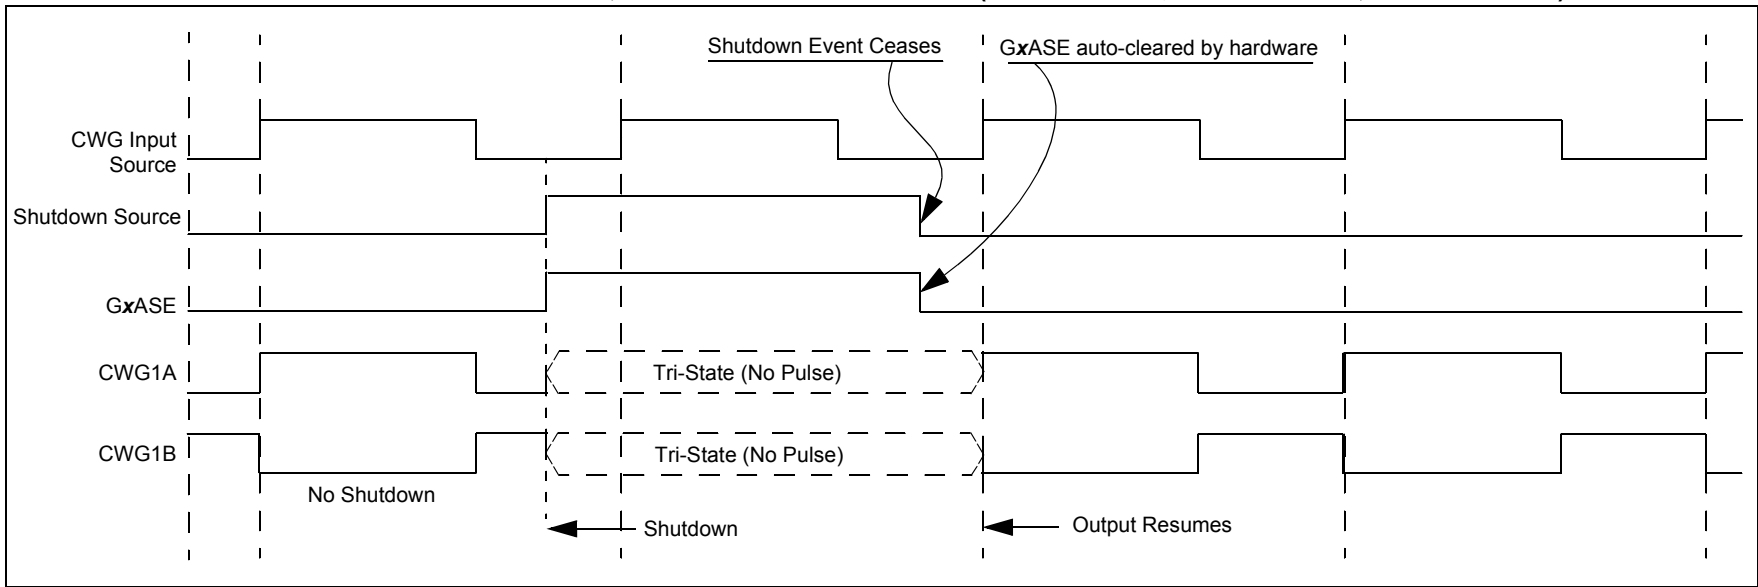 Shutdown Event Ceases
GxASE auto-cleared by hardware
CWG Input
Source
Shutdown Source
GxASE
CWG1A
Tri-State (No Pulse)
CWG1B
Tri-State (No Pulse)
No Shutdown
Shutdown
Output Resumes